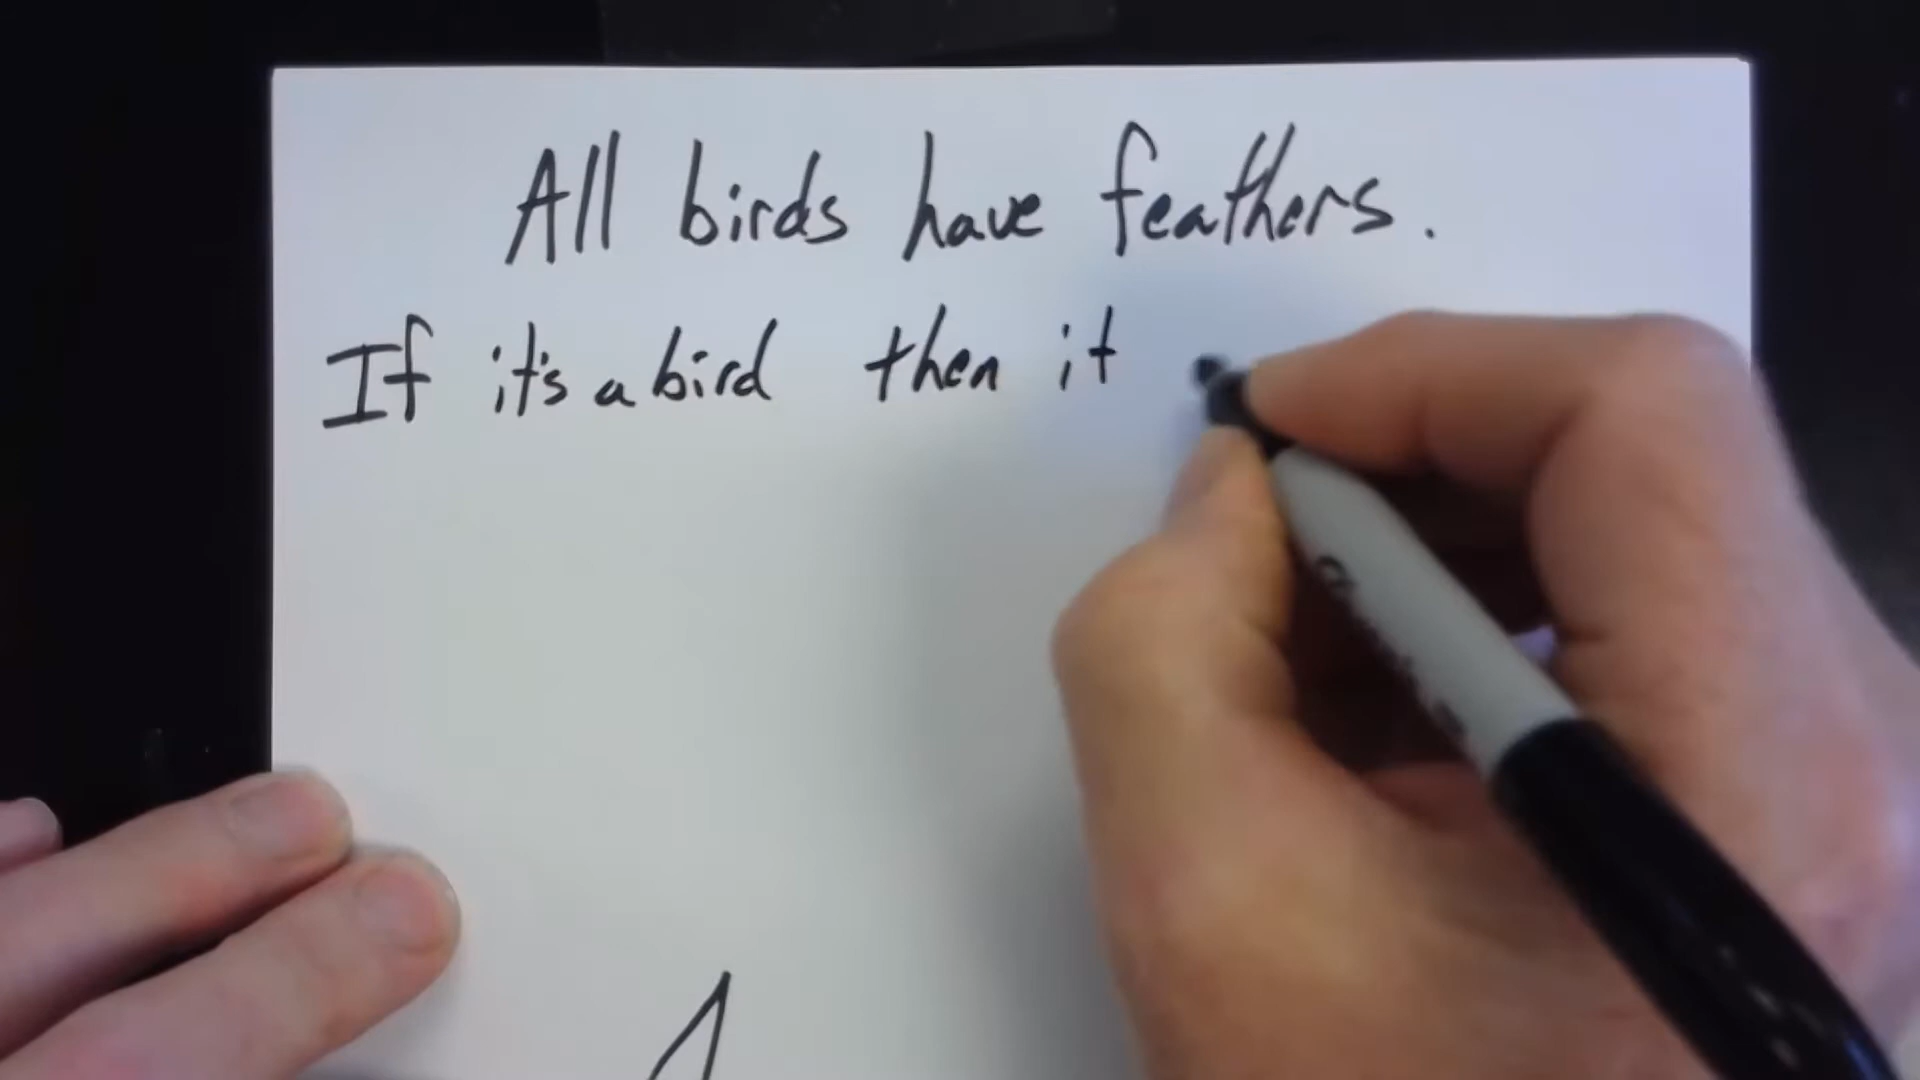 All birds have feathers.
If it's a bird then it